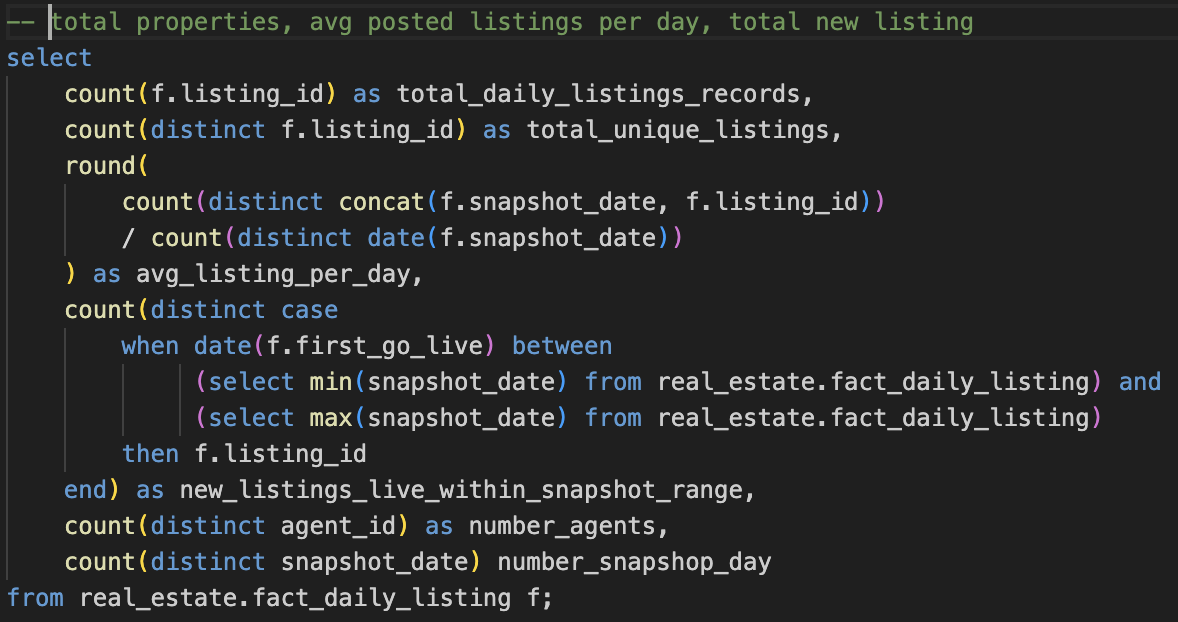 -- total properties, avg posted listings per day, total new listing
select
    count(f.listing_id) as total_daily_listings_records,
    count(distinct f.listing_id) as total_unique_listings,
    round(
        count(distinct concat(f.snapshot_date, f.listing_id))
        / count(distinct date(f.snapshot_date))
    ) as avg_listing_per_day,
    count(distinct case
        when date(f.first_go_live) between
             (select min(snapshot_date) from real_estate.fact_daily_listing) and
             (select max(snapshot_date) from real_estate.fact_daily_listing)
        then f.listing_id
    end) as new_listings_live_within_snapshot_range,
    count(distinct agent_id) as number_agents,
    count(distinct snapshot_date) number_snapshop_day
from real_estate.fact_daily_listing f;